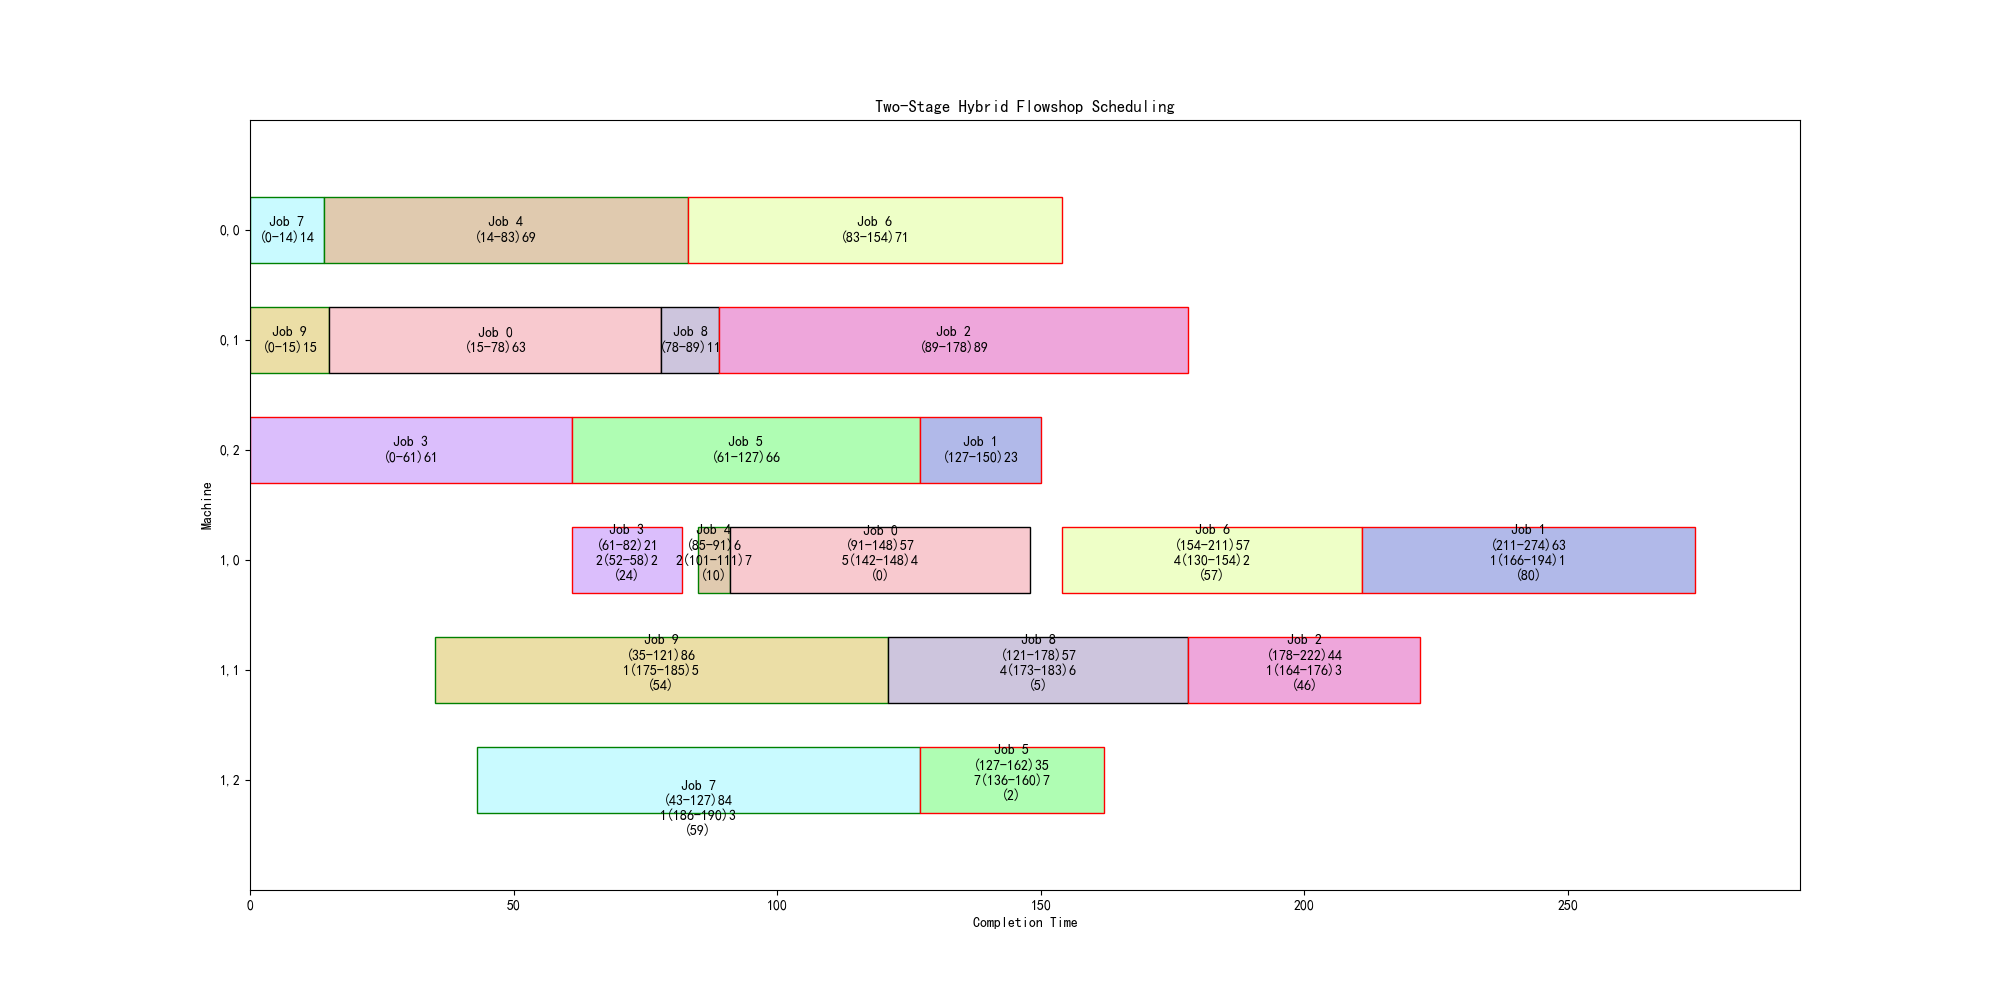 Two-Stage Hybrid Flowshop Scheduling
0,0
Job 7
(0-14)14
Job 4
(14-83)69
Job 6
(83-154)71
0,1
Job 9
(0-15)15
Job 0
(15-78)63
Job 8
(78-89)11
Job 2
(89-178)89
0,2
Job 3
(0-61)61
Job 5
(61-127)66
Job 1
(127-150)23
Machine
1,0
Job 3
(61-82)21
2(52-58)2
(24)
Job 4
(85-91)6
2(101-111)7
(10)
Job 0
(91-148)57
5(142-148)4
(0)
Job 6
(154-211)57
4(130-154)2
(57)
Job 1
(211-274)63
1(166-194)1
(80)
1,1
Job 9
(35-121)86
1(175-185)5
(54)
Job 8
(121-178)57
4(173-183)6
(5)
Job 2
(178-222)44
1(164-176)3
(46)
1,2
Job 7
(43-127)84
1(186-190)3
(59)
Job 5
(127-162)35
7(136-160)7
(2)
0
50
100
150
200
250
Completion Time